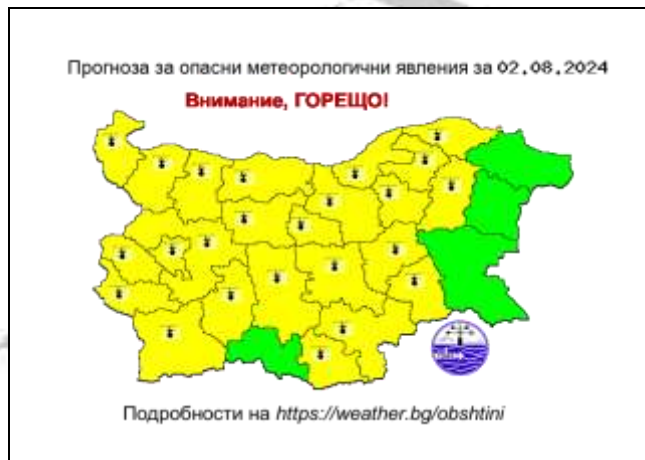 Прогноза за опасни метеорологични явления за 02.08.2024
Внимание, ГОРЕЩО!
Подробности на https://weather.bg/obshtini